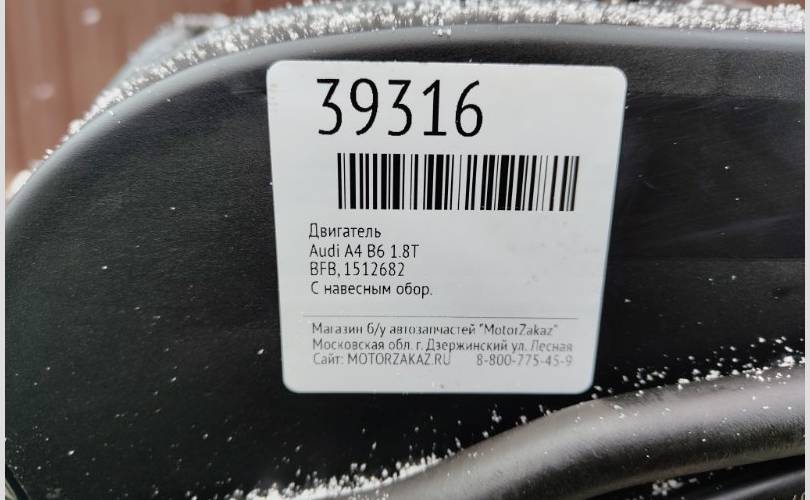 39316
Двигатель
Audi A4 B6 1.8T
BFB, 1512682
С навесным обор.
Магазин б/у автозапчастей "MotorZakaz"
Московская обл. г. Дзержинский ул. Лесная
Сайт: MOTORZAKAZ.RU 8-800-775-45-9